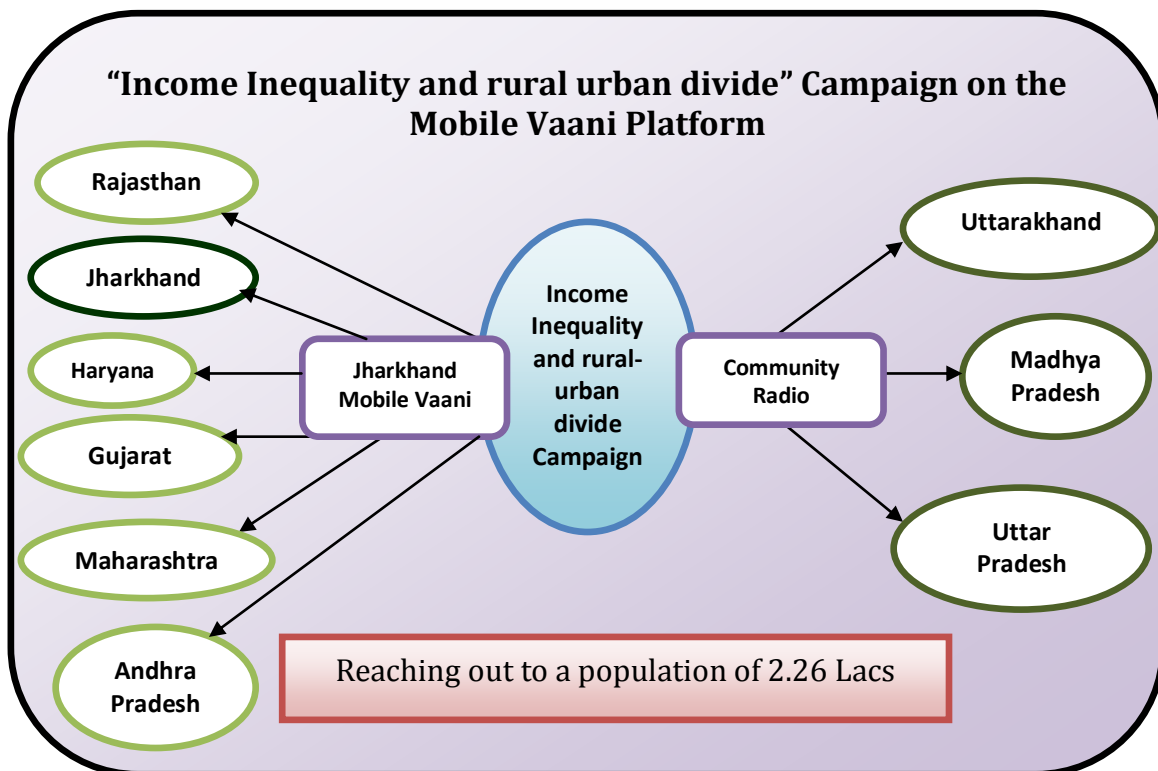 “Income Inequality and rural urban divide” Campaign on the
Mobile Vaani Platform
Rajasthan
Jharkhand
Haryana
Gujarat
Maharashtra
Andhra
Pradesh
Jharkhand
Mobile Vaani
Income
Inequality
and rural-
urban
divide
Campaign
Community
Radio
Uttarakhand
Madhya
Pradesh
Uttar
Pradesh
Reaching out to a population of 2.26 Lacs